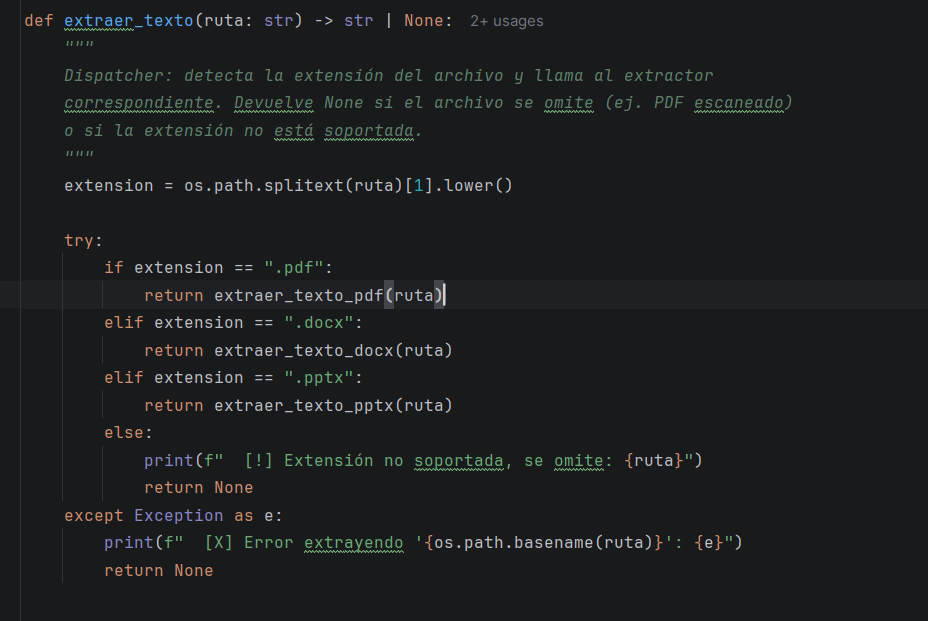 def extraer_texto(ruta: str) -> str | None: 2+ usages
    """
    Dispatcher: detecta la extensión del archivo y llama al extractor
    correspondiente. Devuelve None si el archivo se omite (ej. PDF escaneado)
    o si la extensión no está soportada.
    """
    extension = os.path.splitext(ruta)[1].lower()

    try:
        if extension == ".pdf":
            return extraer_texto_pdf(ruta)
        elif extension == ".docx":
            return extraer_texto_docx(ruta)
        elif extension == ".pptx":
            return extraer_texto_pptx(ruta)
        else:
            print(f"  [!] Extensión no soportada, se omite: {ruta}")
            return None
    except Exception as e:
        print(f"  [X] Error extrayendo '{os.path.basename(ruta)}': {e}")
        return None